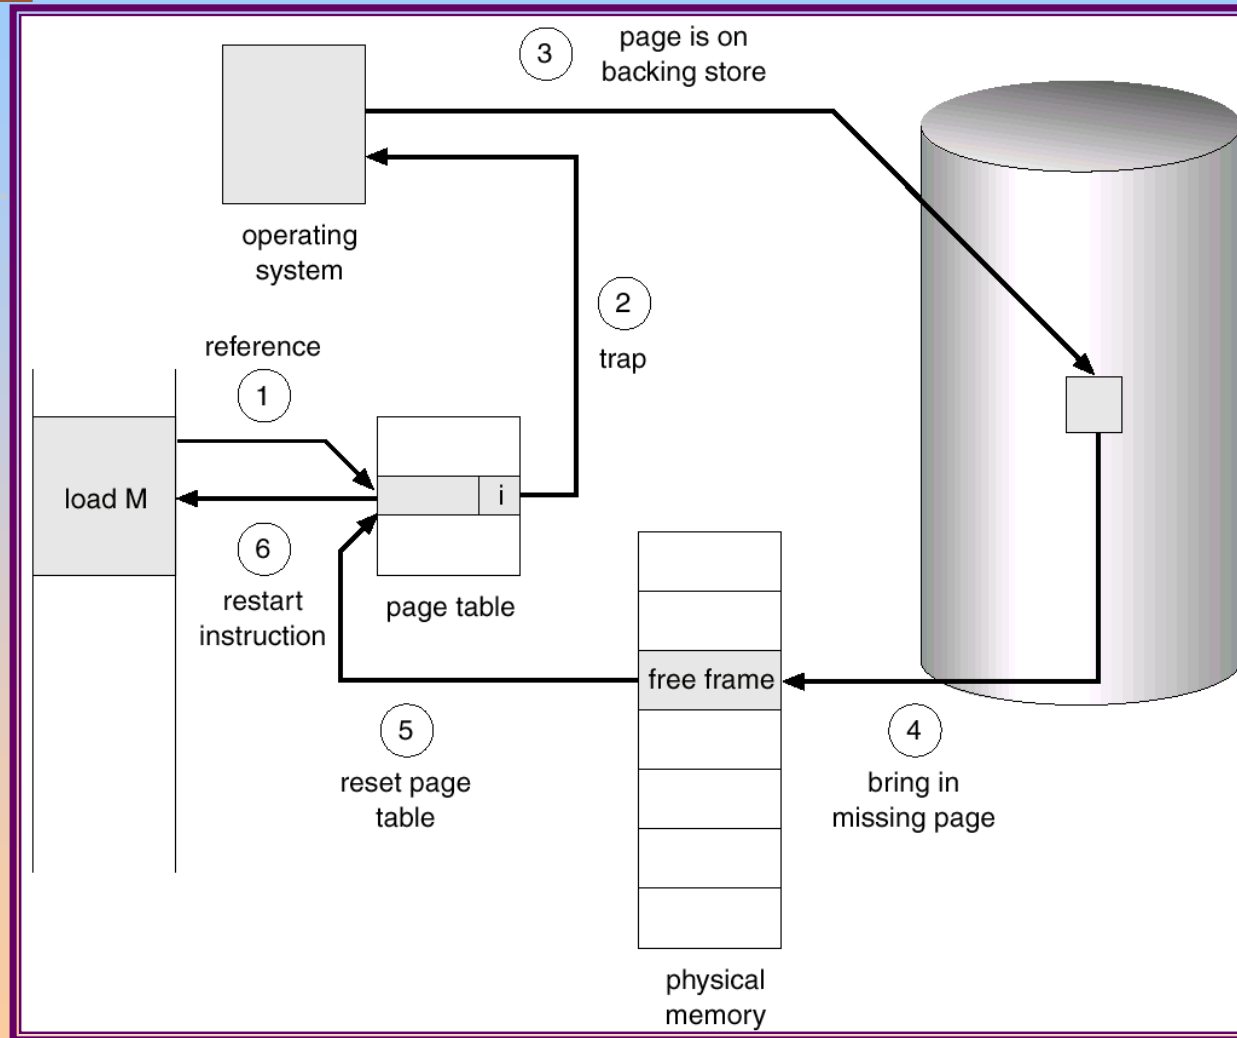 3
page is on
backing store
operating
system
2
trap
reference
1
load M
i
6
restart
instruction
page table
free frame
5
reset page
table
4
bring in
missing page
physical
memory